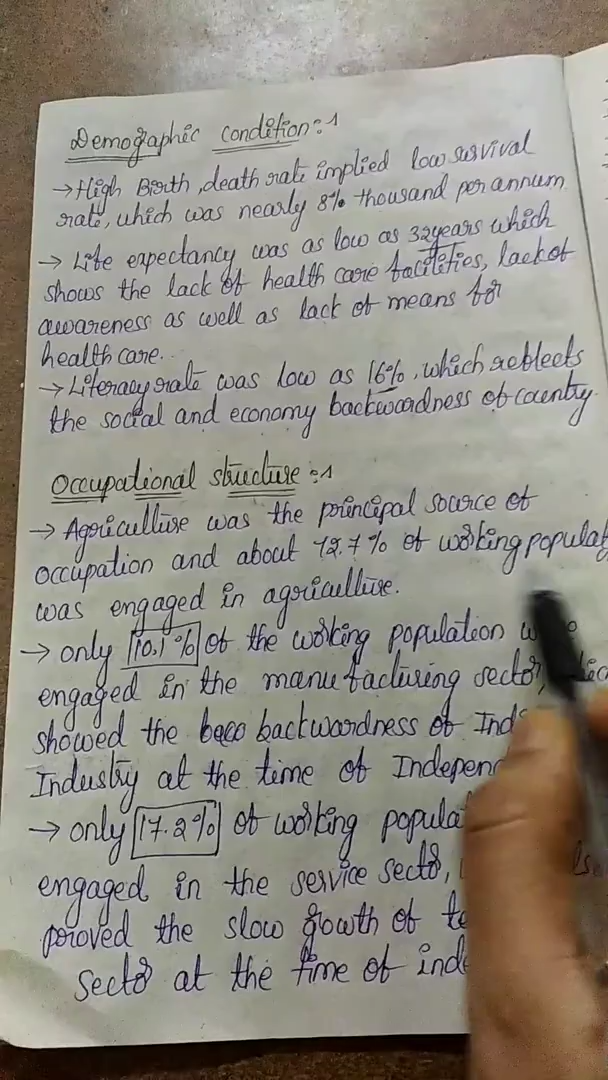 Demographic condition:-
→ High Birth, death rate implied low survival
rate, which was nearly 8% thousand per annum.
→ Life expectancy was as low as 32years which
shows the lack of health care facilities, lack of
awareness as well as lack of means for
health care.
→ Literacy rate was low as 16%, which reflects
the social and economy backwardness of country.
Occupational structure:-
→ Agriculture was the principal source of
occupation and about 72.7% of working populat
was engaged in agriculture.
→ only 10.1% of the working population
engaged in the manufacturing sector,
showed the backwardness of Ind
Industry at the time of Independ
→ only 17.2% of working popula
engaged in the service sector,
proved the slow growth of te
sector at the time of inde